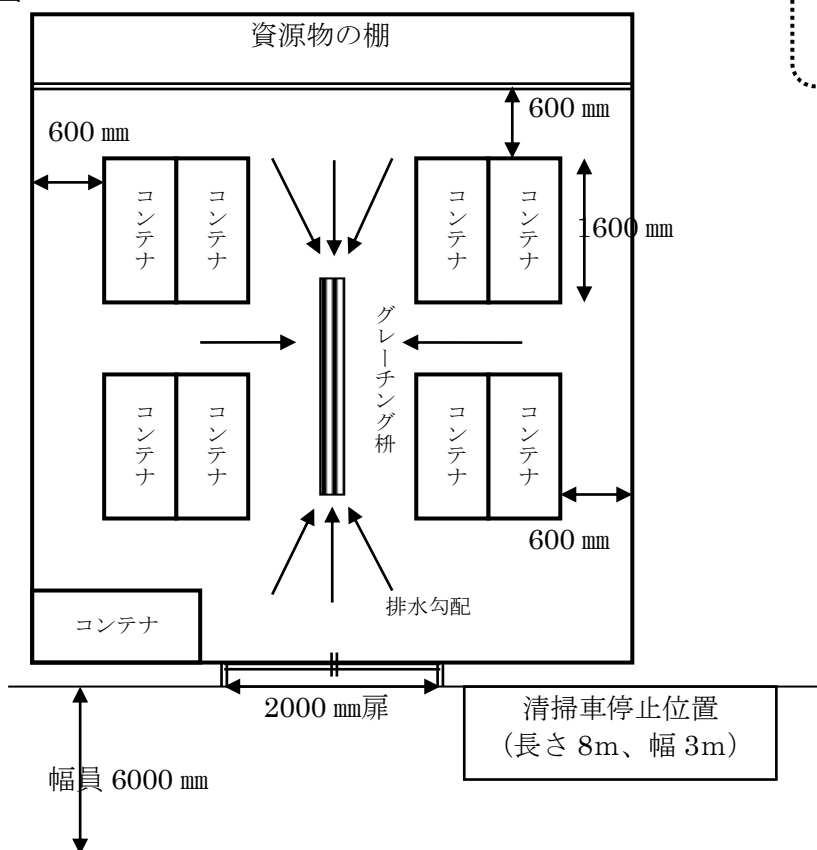 資源物の棚
600 ㎜
600 ㎜
コンテナ
コンテナ
コンテナ
コンテナ
1600 ㎜
グレーチング枡
コンテナ
コンテナ
コンテナ
コンテナ
600 ㎜
排水勾配
コンテナ
2000 ㎜扉
清掃車停止位置
（長さ 8m、幅 3m）
幅員 6000 ㎜